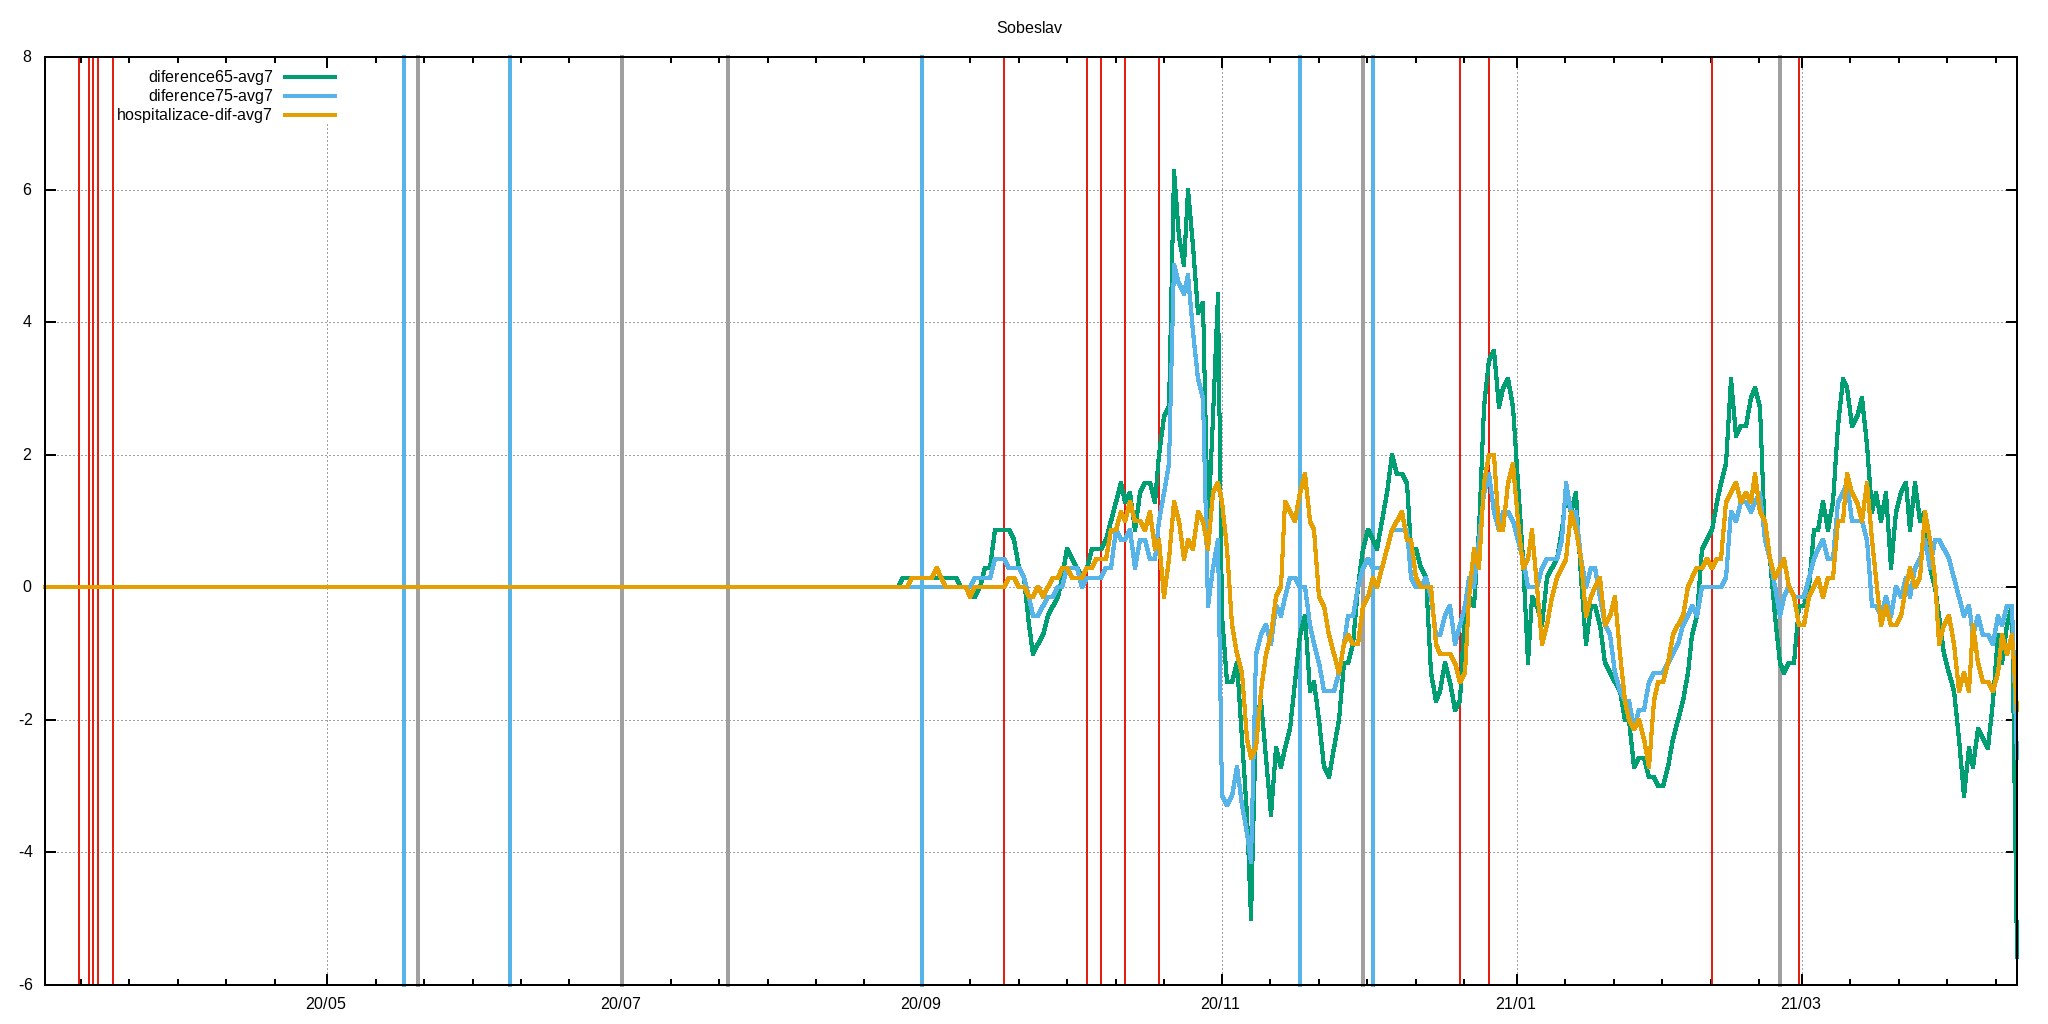 Sobeslav
8
diference65-avg7
diference75-avg7
hospitalizace-dif-avg7
6
4
2
0
-2
-4
-6
20/05 20/07 20/09 20/11 21/01 21/03